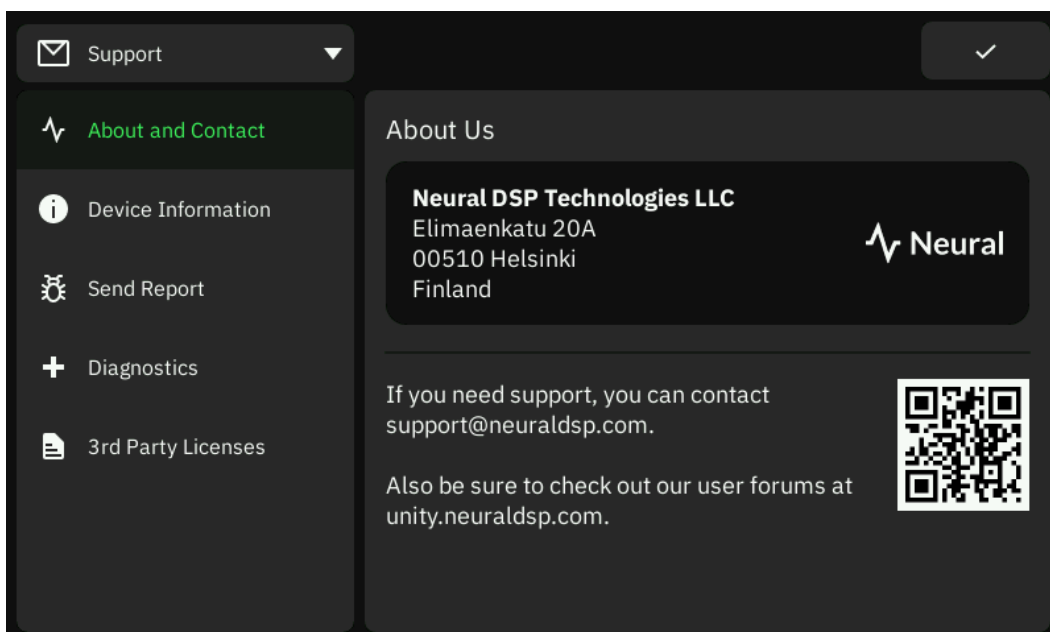 Support
About and Contact
Device Information
Send Report
Diagnostics
3rd Party Licenses
About Us
Neural DSP Technologies LLC
Elimaenkatu 20A
00510 Helsinki
Finland
Neural
If you need support, you can contact
support@neuraldsp.com.
Also be sure to check out our user forums at
unity.neuraldsp.com.